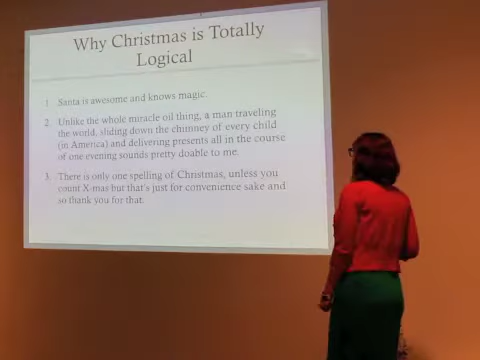 Why Christmas is Totally
Logical
1. Santa is awesome and knows magic.
2. Unlike the whole miracle oil thing, a man traveling
the world, sliding down the chimney of every child
(in America) and delivering presents all in the course
of one evening sounds pretty doable to me.
3. There is only one spelling of Christmas, unless you
count X-mas but that's just for convenience sake and
so thank you for that.